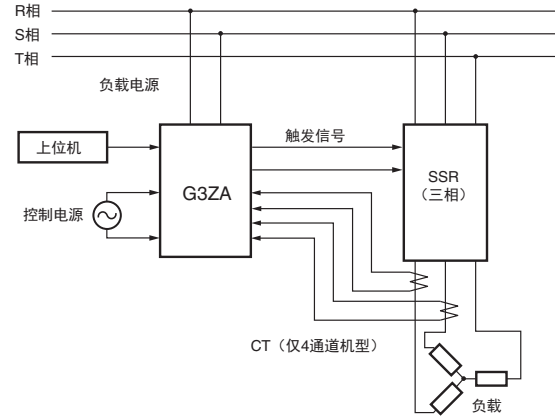 R相
S相
T相
负载电源
触发信号
上位机
G3ZA
SSR
（三相）
控制电源
CT（仅4通道机型）
负载